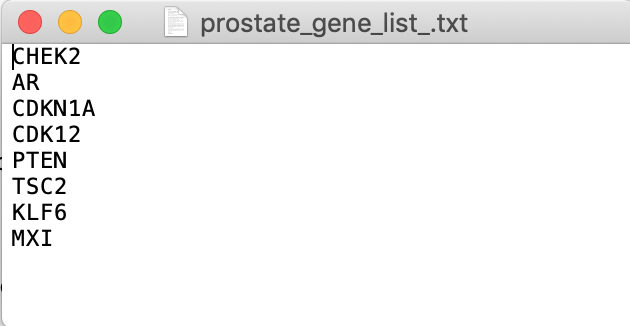 prostate_gene_list_.txt
CHEK2
AR
CDKN1A
CDK12
PTEN
TSC2
KLF6
MXI